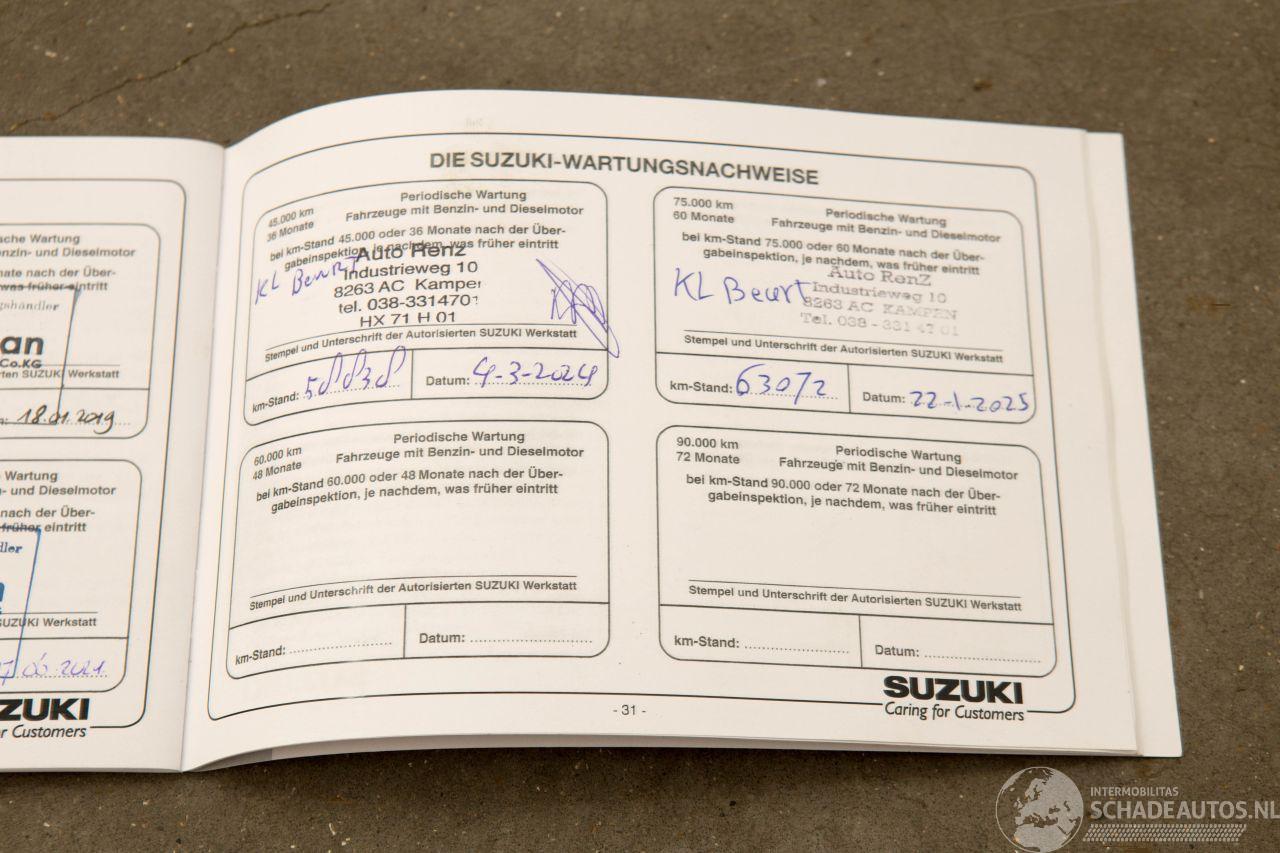 che Wartung
enzin- und Dieselmotor
nate nach der Über-
was früher eintritt
gshändler
an
Co.KG
rten SUZUKI Werkstatt
18.01.2019
Wartung
- und Dieselmotor
nach der Über-
früher eintritt
dler
SUZUKI Werkstatt
06.2021
ZUKI
r Customers
DIE SUZUKI-WARTUNGSNACHWEISE
45.000 km
36 Monate
Periodische Wartung
Fahrzeuge mit Benzin- und Dieselmotor
bei km-Stand 45.000 oder 36 Monate nach der Über-
gabeinspektion, je nachdem, was früher eintritt
KL Beurt
Auto Renz
Industrieweg 10
8263 AC Kampen
tel. 038-3314701
HX 71 H 01
Stempel und Unterschrift der Autorisierten SUZUKI Werkstatt
km-Stand: 58838
Datum: 4-3-2024
75.000 km
60 Monate
Periodische Wartung
Fahrzeuge mit Benzin- und Dieselmotor
bei km-Stand 75.000 oder 60 Monate nach der Über-
gabeinspektion, je nachdem, was früher eintritt
KL Beurt
Auto RenZ
Industrieweg 10
8263 AC KAMPEN
Tel. 038 - 331 47 01
Stempel und Unterschrift der Autorisierten SUZUKI Werkstatt
km-Stand: 63072
Datum: 22-1-2025
60.000 km
48 Monate
Periodische Wartung
Fahrzeuge mit Benzin- und Dieselmotor
bei km-Stand 60.000 oder 48 Monate nach der Über-
gabeinspektion, je nachdem, was früher eintritt
Stempel und Unterschrift der Autorisierten SUZUKI Werkstatt
km-Stand:
Datum:
90.000 km
72 Monate
Periodische Wartung
Fahrzeuge mit Benzin- und Dieselmotor
bei km-Stand 90.000 oder 72 Monate nach der Über-
gabeinspektion, je nachdem, was früher eintritt
Stempel und Unterschrift der Autorisierten SUZUKI Werkstatt
km-Stand:
Datum:
- 31 -
SUZUKI
Caring for Customers
INTERMOBILITAS
SCHADEAUTOS.NL